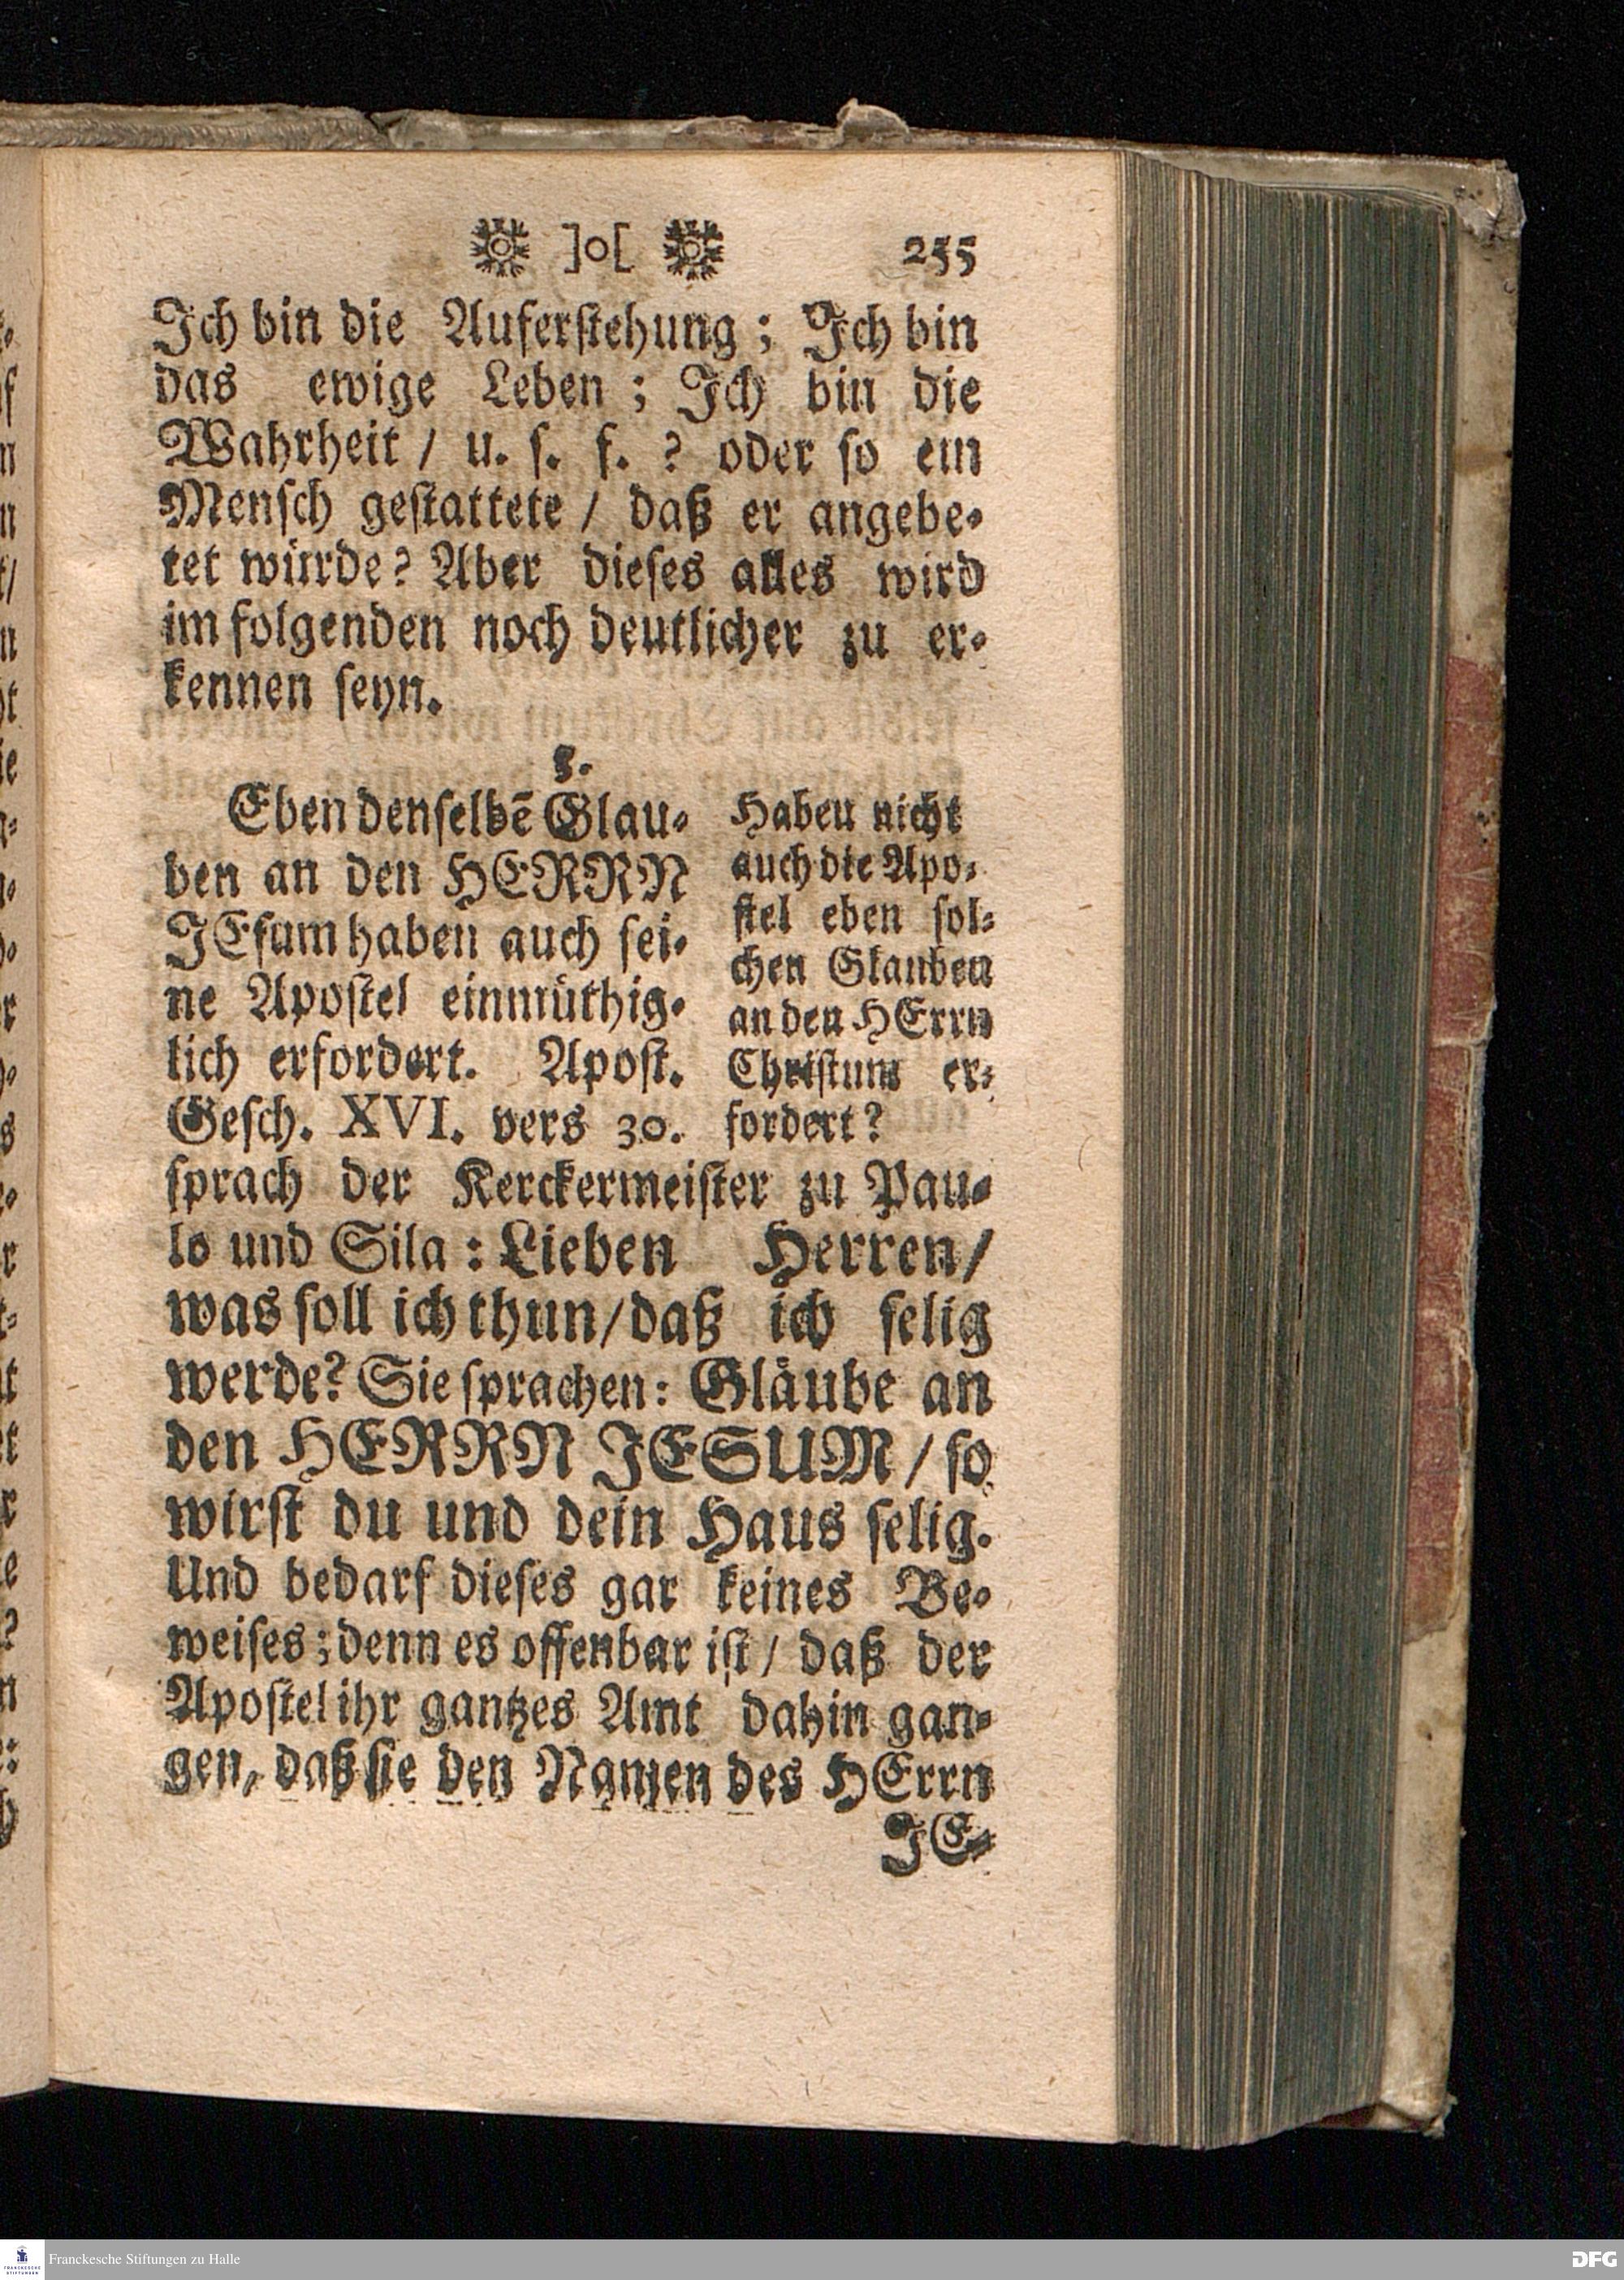 ]o[ 255
Ich bin die Auferstehung ; Ich bin
das ewige Leben ; Ich bin die
Wahrheit / u. s. f. ? oder so ein
Mensch gestattete / daß er angebe-
tet würde? Aber dieses alles wird
im folgenden noch deutlicher zu er-
kennen seyn.
Eben denselbē Glau-
ben an den HERRN
JEsum haben auch sei-
ne Apostel einmüthig-
lich erfordert. Apost.
Gesch. XVI. vers 30.
Haben nicht
auch die Apo-
stel eben sol-
chen Glauben
an den HErrn
Christum er-
fordert?
sprach der Kerckermeister zu Pau-
lo und Sila : Lieben Herren/
was soll ich thun/daß ich selig
werde? Sie sprachen: Gläube an
den HERRN JESUM / so
wirst du und dein Haus selig.
Und bedarf dieses gar keines Be-
weises ; denn es offenbar ist / daß der
Apostel ihr gantzes Amt dahin gan-
gen, daß sie den Namen des HErrn
JE-
Franckesche Stiftungen zu Halle
DFG